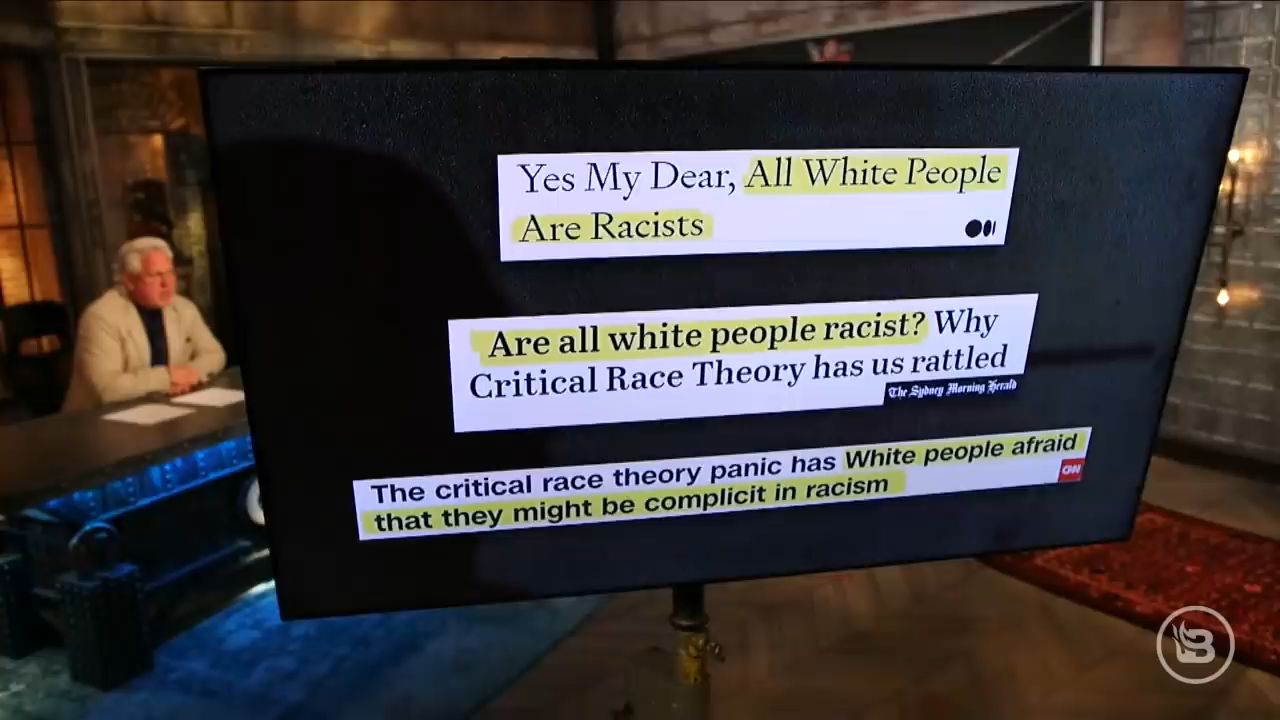 Yes My Dear, All White People
Are Racists
Are all white people racist? Why
Critical Race Theory has us rattled
The Sydney Morning Herald
The critical race theory panic has White people afraid
that they might be complicit in racism
CNN
B